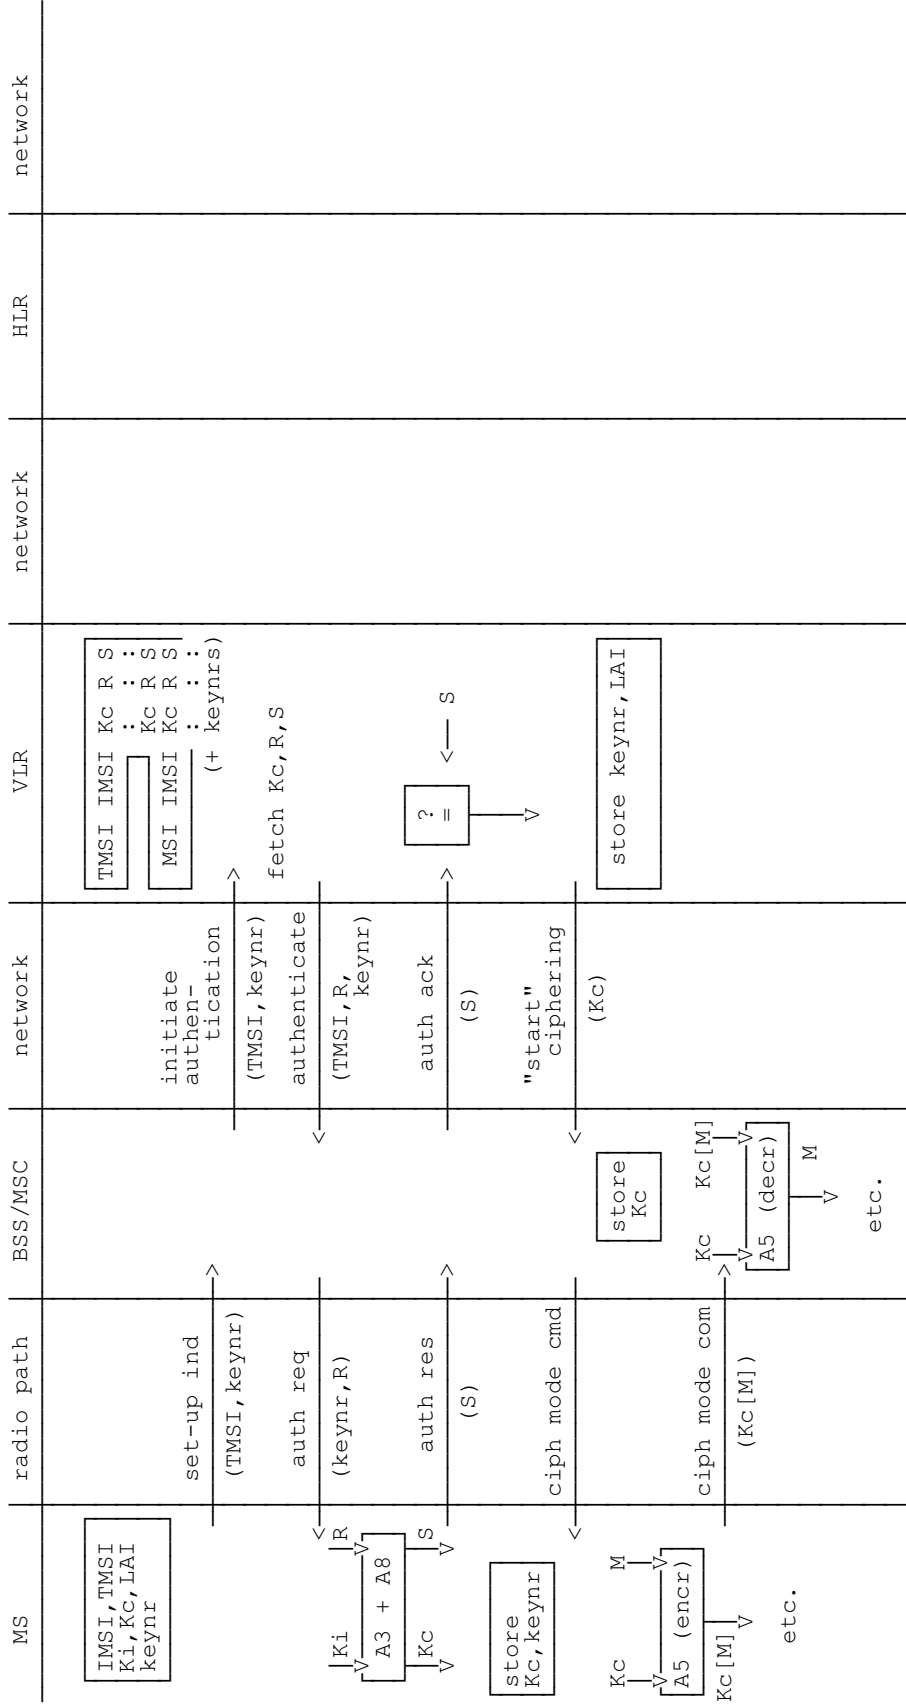 MS radio path BSS/MSC network VLR network HLR network
IMSI,TMSI
Ki,Kc,LAI
keynr
TMSI IMSI Kc R S
: : :
Kc R S
MSI IMSI Kc R S
: : :
(+ keynrs)
set-up ind
(TMSI,keynr)
initiate
authen-
tication
(TMSI,keynr)
fetch Kc,R,S
auth req
(keynr,R)
authenticate
(TMSI,R,
keynr)
Ki R
A3 + A8
Kc S
auth res
(S)
auth ack
(S)
?
=
S
store
Kc,keynr
ciph mode cmd
"start"
ciphering
(Kc)
store
Kc
store keynr,LAI
Kc M
A5 (encr)
Kc[M]
etc.
ciph mode com
(Kc[M])
Kc Kc[M]
A5 (decr)
M
etc.